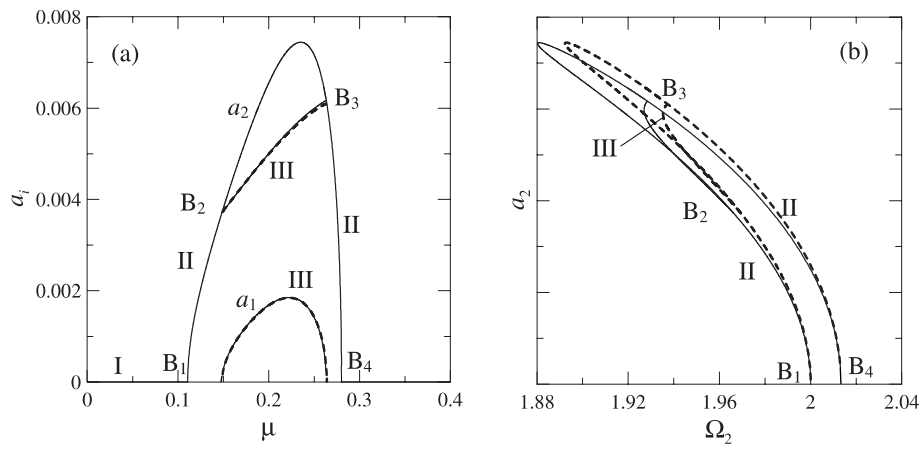 0.008
(a)
a₂
B₃
0.006
III
aᵢ
B₂
0.004
II
II
III
0.002
a₁
I
B₁
B₄
0
0
0.1
0.2
0.3
0.4
μ
(b)
B₃
III
a₂
B₂
II
II
B₁
B₄
1.88
1.92
1.96
2
2.04
Ω₂